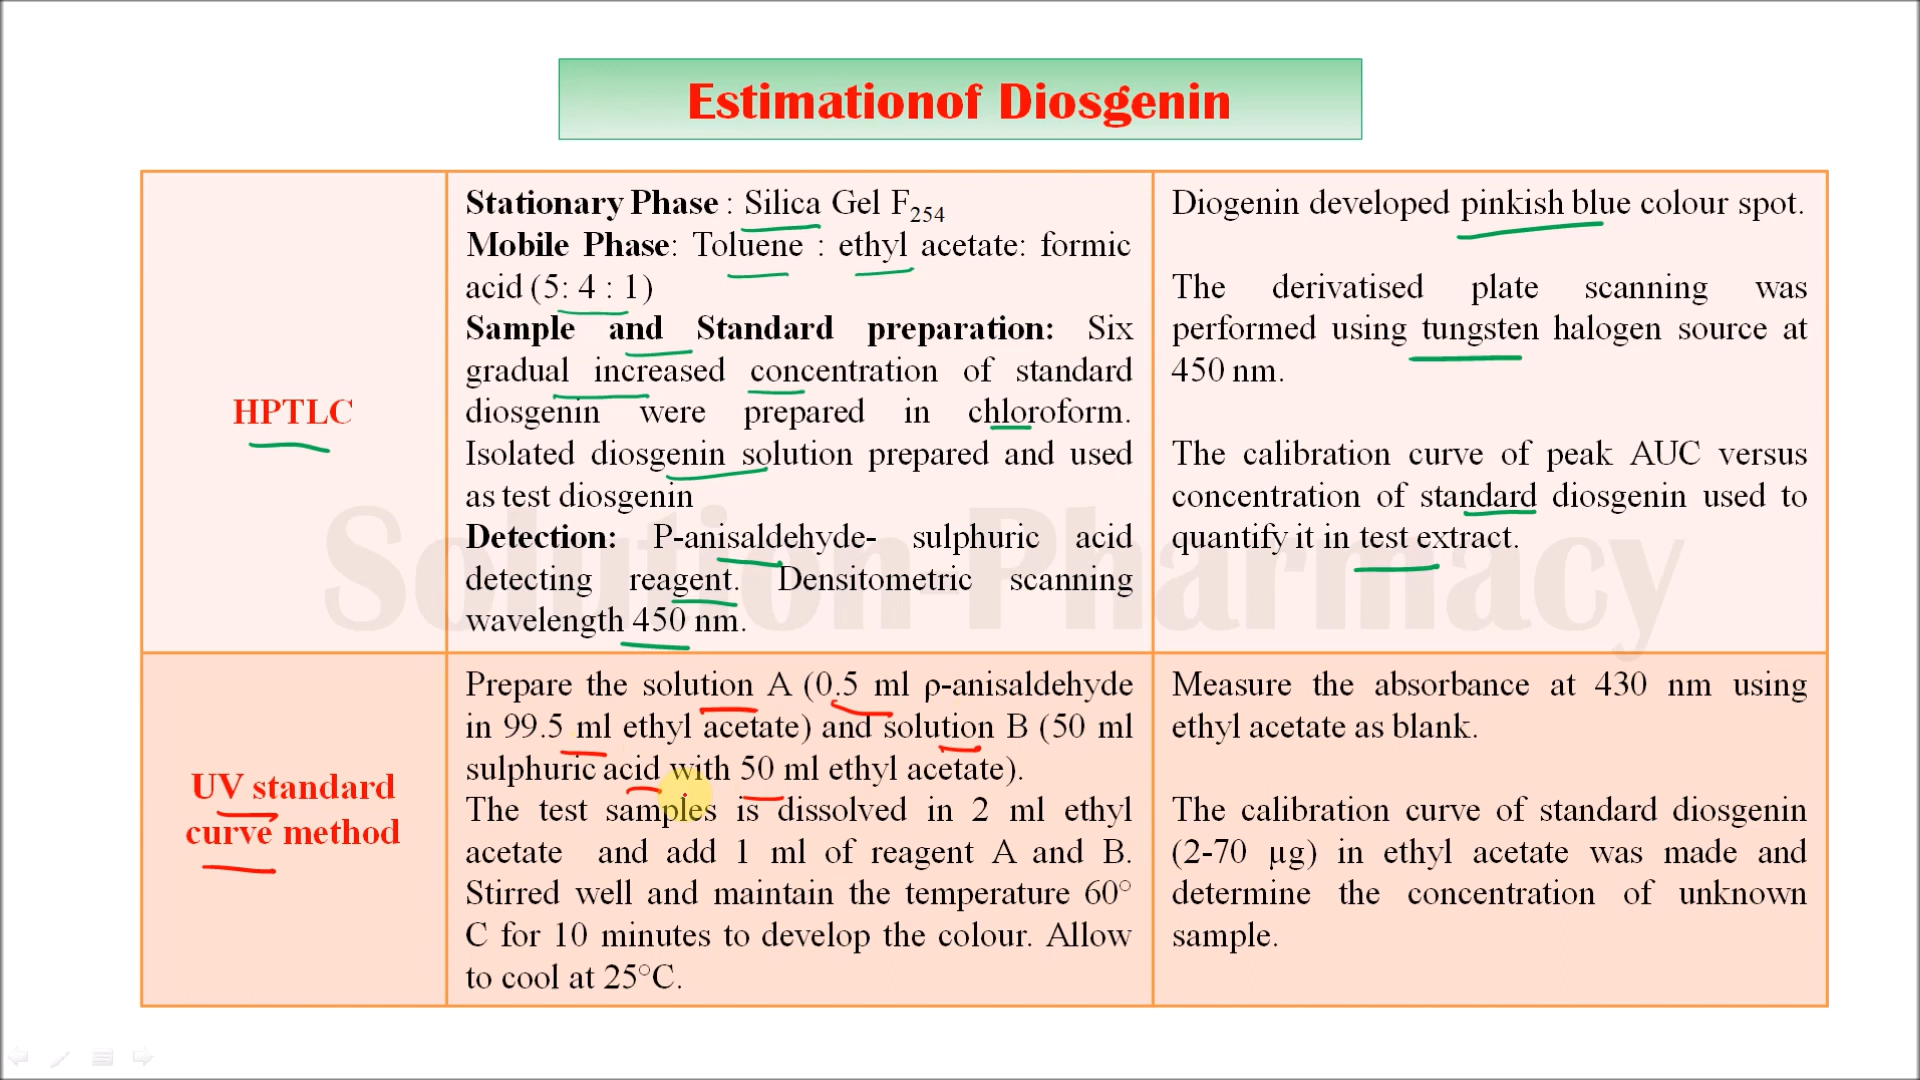 Estimationof Diosgenin
HPTLC
Stationary Phase : Silica Gel F254
Mobile Phase: Toluene : ethyl acetate: formic
acid (5: 4 : 1)
Sample and Standard preparation: Six
gradual increased concentration of standard
diosgenin were prepared in chloroform.
Isolated diosgenin solution prepared and used
as test diosgenin
Detection: P-anisaldehyde- sulphuric acid
detecting reagent. Densitometric scanning
wavelength 450 nm.
Diogenin developed pinkish blue colour spot.
The derivatised plate scanning was
performed using tungsten halogen source at
450 nm.
The calibration curve of peak AUC versus
concentration of standard diosgenin used to
quantify it in test extract.
UV standard
curve method
Prepare the solution A (0.5 ml ρ-anisaldehyde
in 99.5 ml ethyl acetate) and solution B (50 ml
sulphuric acid with 50 ml ethyl acetate).
The test samples is dissolved in 2 ml ethyl
acetate and add 1 ml of reagent A and B.
Stirred well and maintain the temperature 60°
C for 10 minutes to develop the colour. Allow
to cool at 25°C.
Measure the absorbance at 430 nm using
ethyl acetate as blank.
The calibration curve of standard diosgenin
(2-70 µg) in ethyl acetate was made and
determine the concentration of unknown
sample.
Solution-Pharmacy